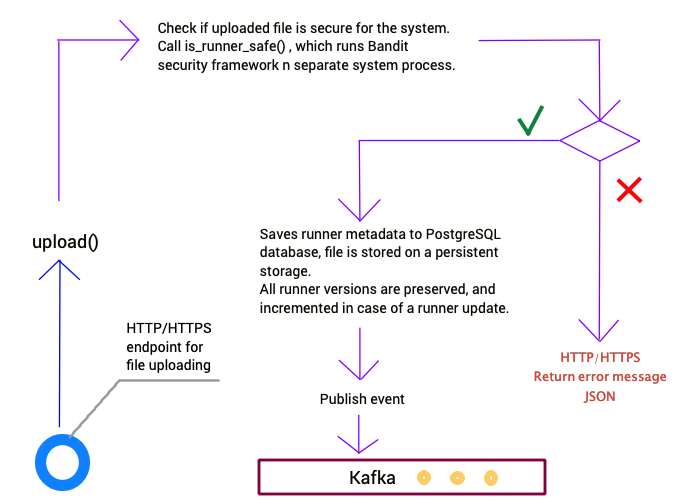 Check if uploaded file is secure for the system.
Call is_runner_safe() , which runs Bandit
security framework n separate system process.
upload()
HTTP/HTTPS
endpoint for
file uploading
Saves runner metadata to PostgreSQL
database, file is stored on a persistent
storage.
All runner versions are preserved, and
incremented in case of a runner update.
HTTP/HTTPS
Return error message
JSON
Publish event
Kafka